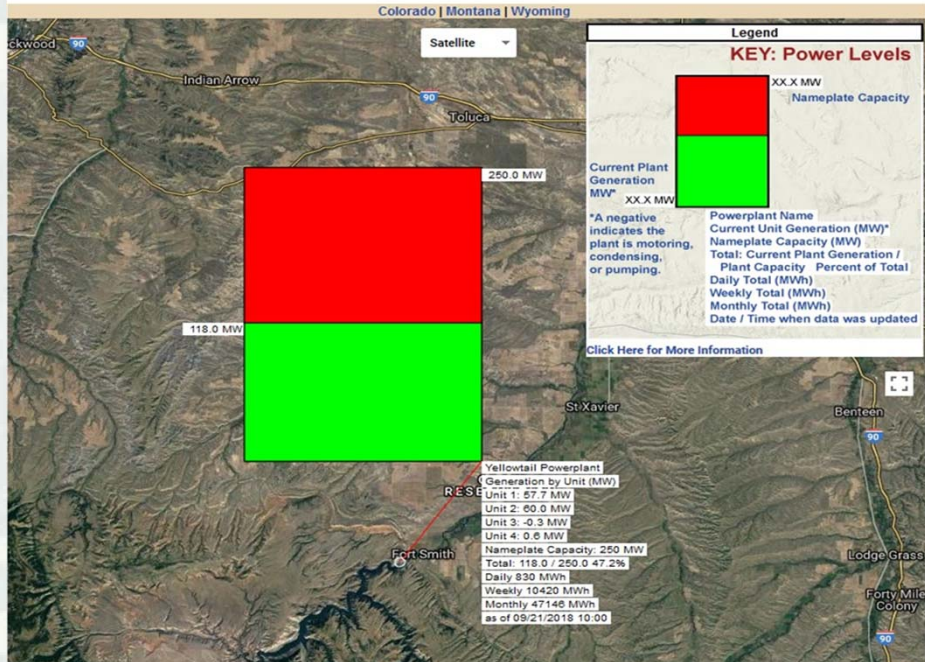 Colorado | Montana | Wyoming
ckwood
90
Satellite
Indian Arrow
90
Toluca
Legend
KEY: Power Levels
XX.X MW
Nameplate Capacity
Current Plant
Generation
MW*
XX.X MW
*A negative
indicates the
plant is motoring,
condensing,
or pumping.
Powerplant Name
Current Unit Generation (MW)*
Nameplate Capacity (MW)
Total: Current Plant Generation /
Plant Capacity Percent of Total
Daily Total (MWh)
Weekly Total (MWh)
Monthly Total (MWh)
Date / Time when data was updated
Click Here for More Information
250.0 MW
118.0 MW
St Xavier
Benteen
90
Yellowtail Powerplant
Generation by Unit (MW)
RESE
Unit 1: 57.7 MW
Unit 2: 60.0 MW
Unit 3: -0.3 MW
Unit 4: 0.6 MW
Fort Smith
Nameplate Capacity: 250 MW
Total: 118.0 / 250.0 47.2%
Daily 830 MWh
Weekly 10420 MWh
Monthly 47146 MWh
as of 09/21/2018 10:00
Lodge Grass
Forty Mile
Colony
90